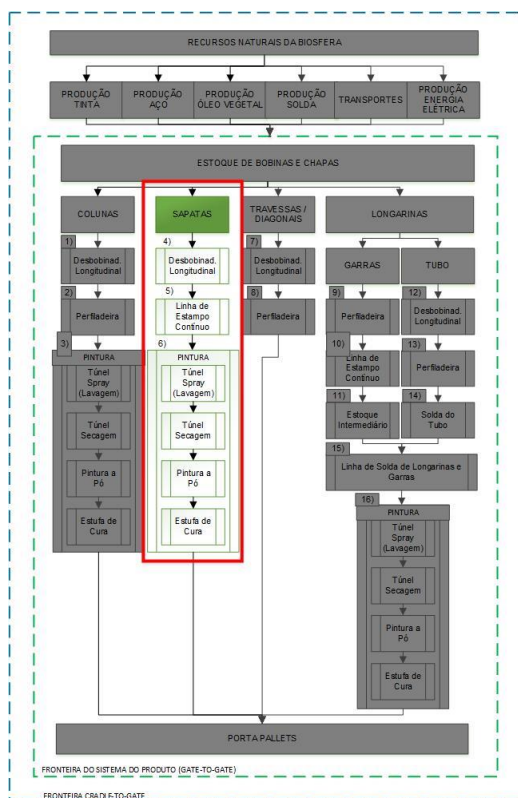 RECURSOS NATURAIS DA BIOSFERA
PRODUÇÃO
TINTA
PRODUÇÃO
AÇO
PRODUÇÃO
ÓLEO VEGETAL
PRODUÇÃO
SOLDA
TRANSPORTES
PRODUÇÃO
ENERGIA
ELÉTRICA
ESTOQUE DE BOBINAS E CHAPAS
COLUNAS
1)
Desbobinad.
Longitudinal
2)
Perfiladeira
3)
PINTURA
Túnel
Spray
(Lavagem)
Túnel
Secagem
Pintura a
Pó
Estufa de
Cura
SAPATAS
4)
Desbobinad.
Longitudinal
5)
Linha de
Estampo
Contínuo
6)
PINTURA
Túnel
Spray
(Lavagem)
Túnel
Secagem
Pintura a
Pó
Estufa de
Cura
TRAVESSAS /
DIAGONAIS
7)
Desbobinad.
Longitudinal
8)
Perfiladeira
LONGARINAS
GARRAS
9)
Perfiladeira
10)
Linha de
Estampo
Contínuo
11)
Estoque
Intermediário
TUBO
12)
Desbobinad.
Longitudinal
13)
Perfiladeira
14)
Solda do
Tubo
15)
Linha de Solda de Longarinas e
Garras
16)
PINTURA
Túnel
Spray
(Lavagem)
Túnel
Secagem
Pintura a
Pó
Estufa de
Cura
PORTA PALLETS
FRONTEIRA DO SISTEMA DO PRODUTO (GATE-TO-GATE)
FRONTEIRA CRADLE-TO-GATE